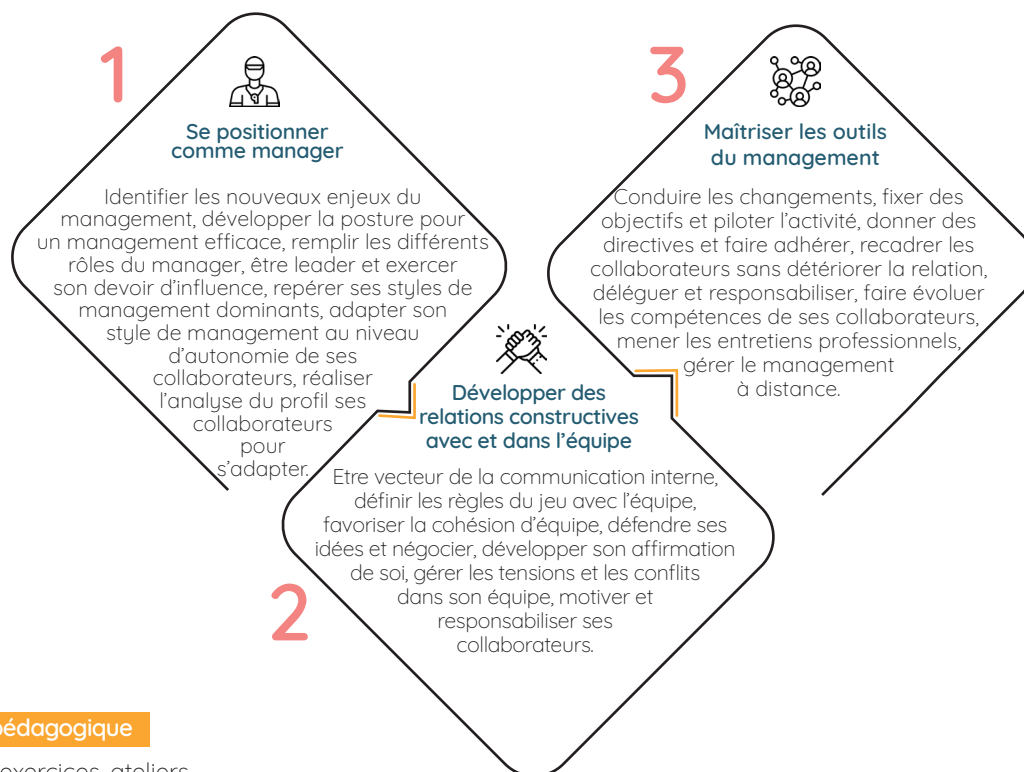 1
Se positionner
comme manager
Identifier les nouveaux enjeux du
management, développer la posture pour
un management efficace, remplir les différents
rôles du manager, être leader et exercer
son devoir d'influence, repérer ses styles de
management dominants, adapter son
style de management au niveau
d'autonomie de ses
collaborateurs, réaliser
l'analyse du profil ses
collaborateurs
pour
s'adapter.
2
Développer des
relations constructives
avec et dans l'équipe
Etre vecteur de la communication interne,
définir les règles du jeu avec l'équipe,
favoriser la cohésion d'équipe, défendre ses
idées et négocier, développer son affirmation
de soi, gérer les tensions et les conflits
dans son équipe, motiver et
responsabiliser ses
collaborateurs.
3
Maîtriser les outils
du management
Conduire les changements, fixer des
objectifs et piloter l'activité, donner des
directives et faire adhérer, recadrer les
collaborateurs sans détériorer la relation,
déléguer et responsabiliser, faire évoluer
les compétences de ses collaborateurs,
mener les entretiens professionnels,
gérer le management
à distance.
pédagogique
exercices, ateliers